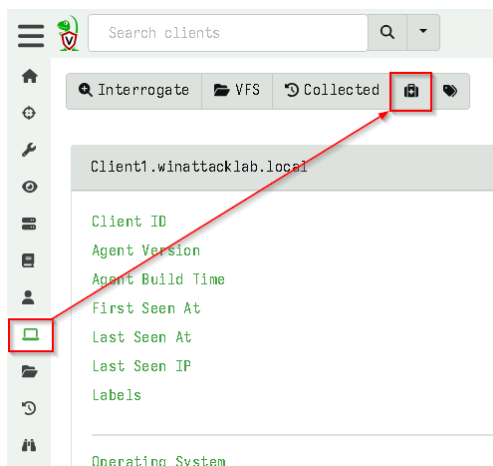 Search clients
Interrogate VFS Collected
Client1.winattacklab.local
Client ID
Agent Version
Agent Build Time
First Seen At
Last Seen At
Last Seen IP
Labels
Operating System